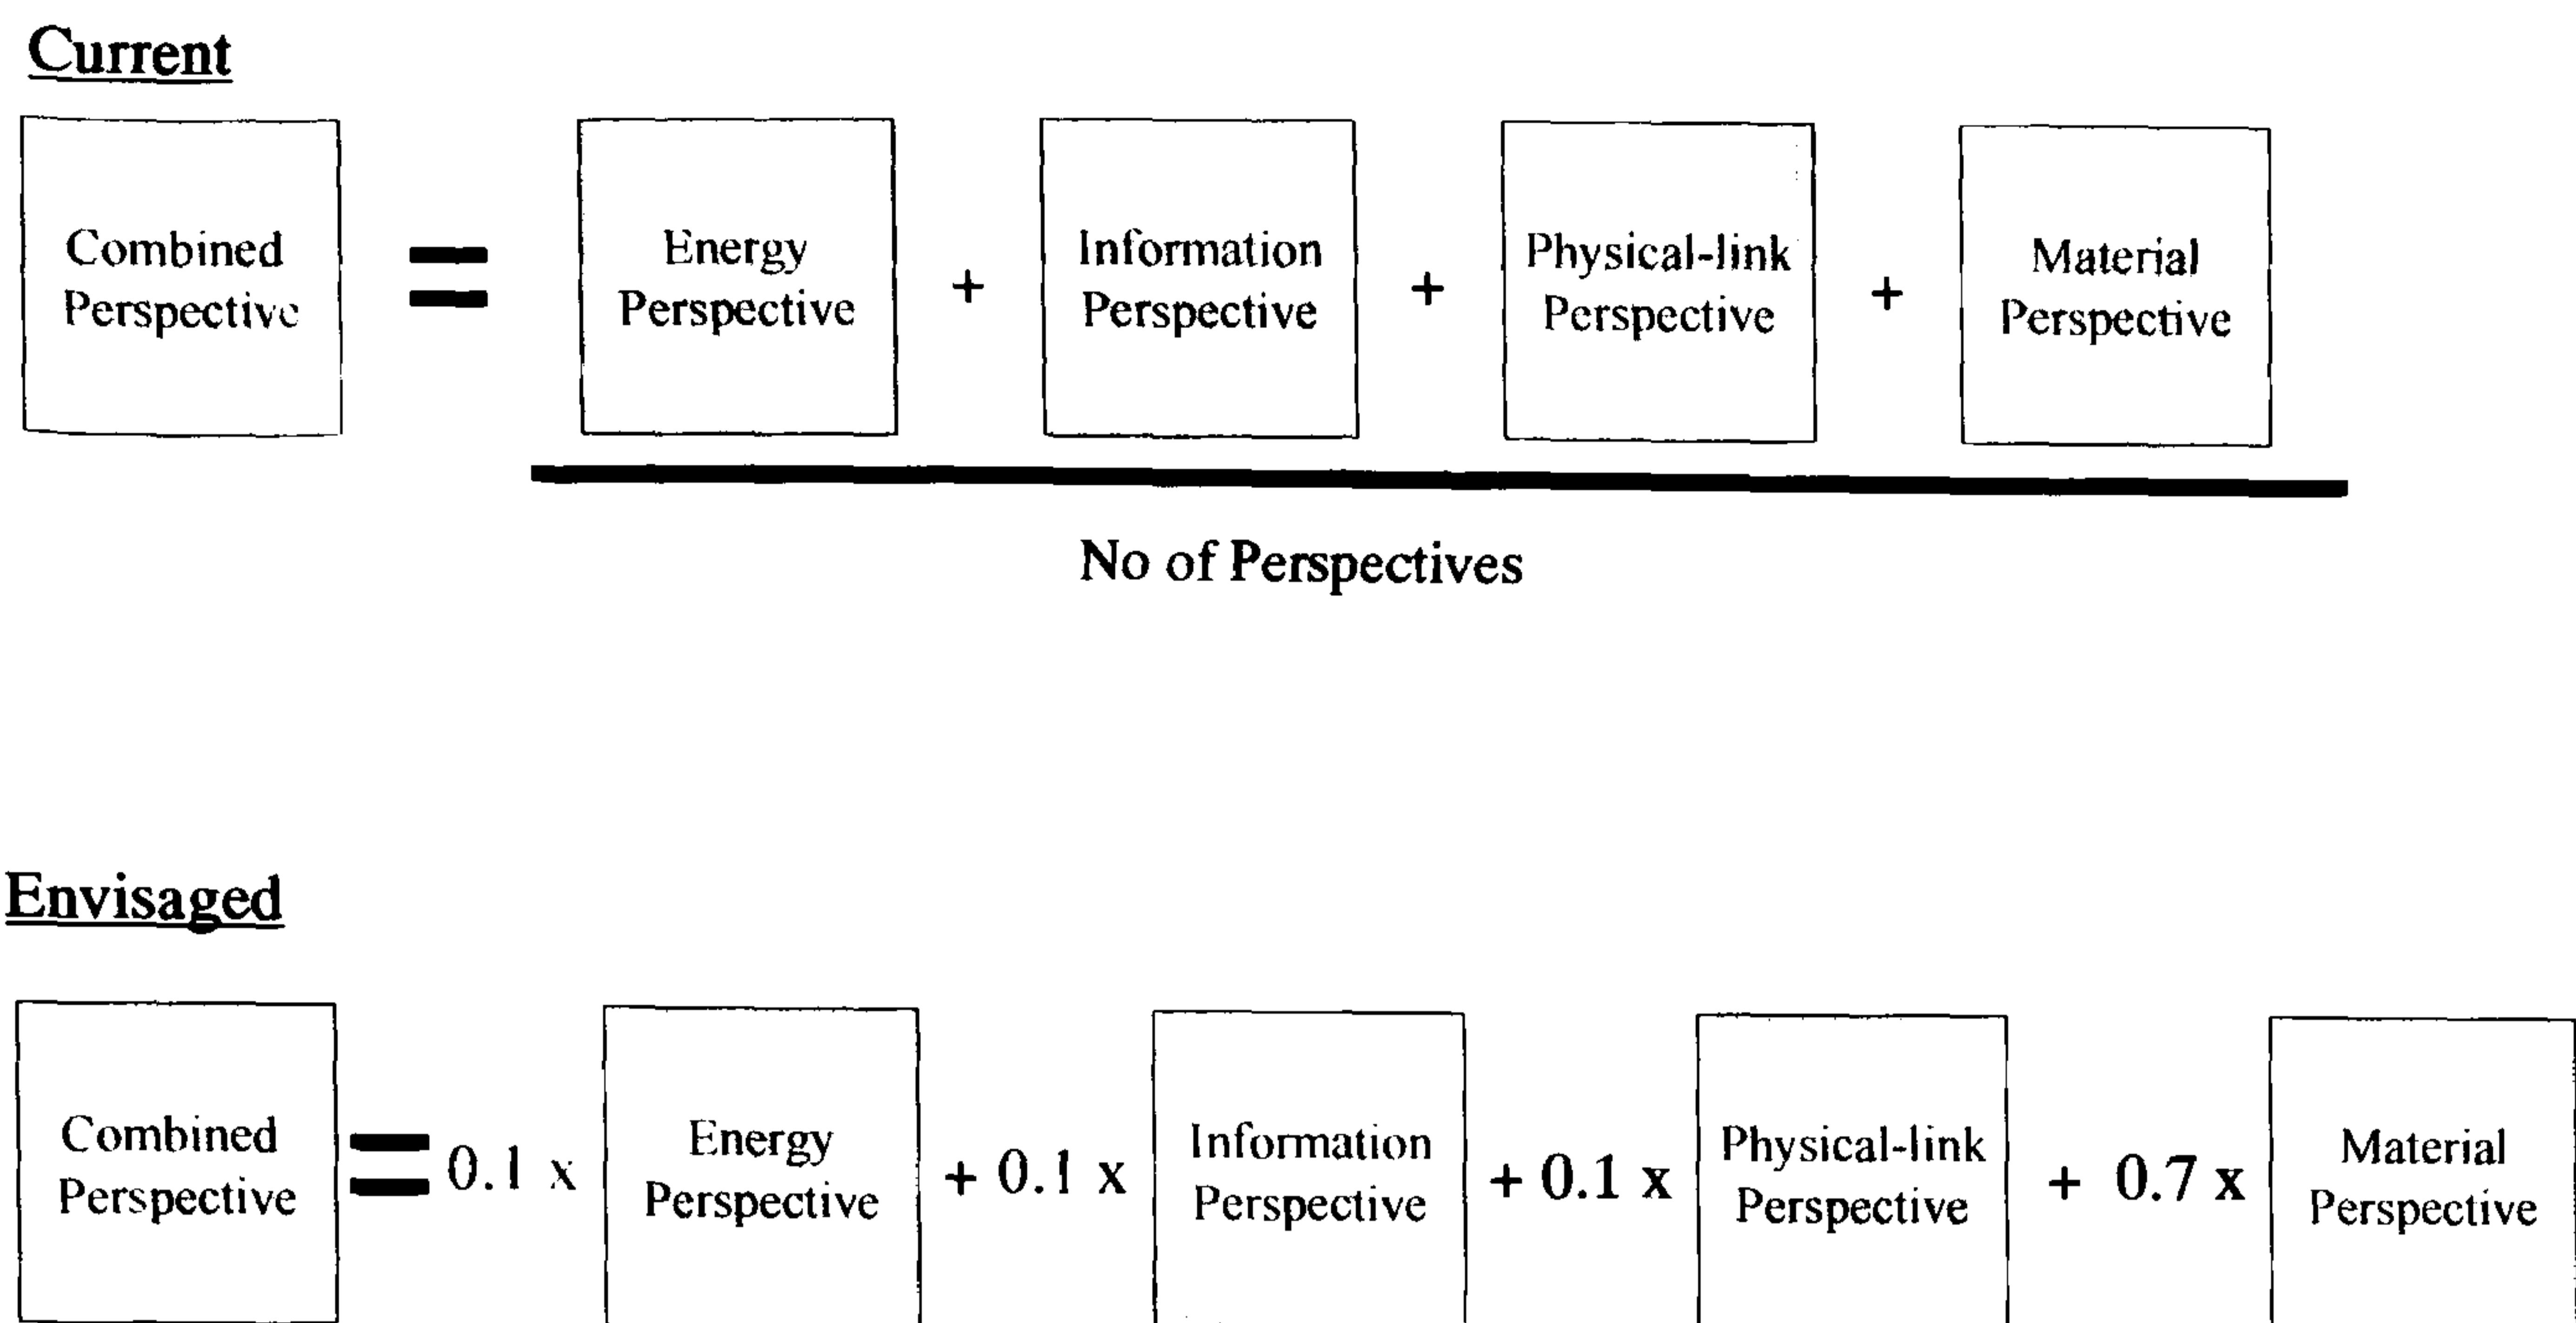 Current
Combined
Perspective
=
Energy
Perspective
+
Information
Perspective
+
Physical-link
Perspective
+
Material
Perspective
No of Perspectives
Envisaged
Combined
Perspective
= 0.1 x
Energy
Perspective
+ 0.1 x
Information
Perspective
+ 0.1 x
Physical-link
Perspective
+ 0.7 x
Material
Perspective